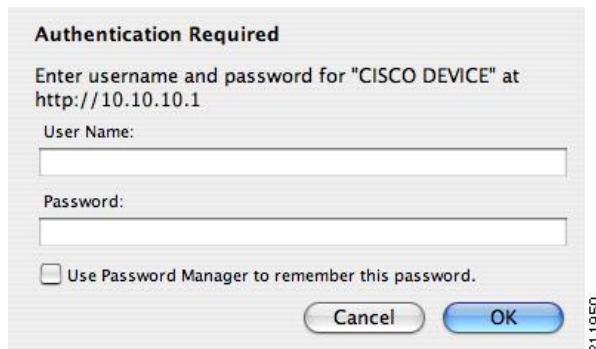 Authentication Required
Enter username and password for "CISCO DEVICE" at
http://10.10.10.1
User Name:
Password:
Use Password Manager to remember this password.
Cancel OK
211950